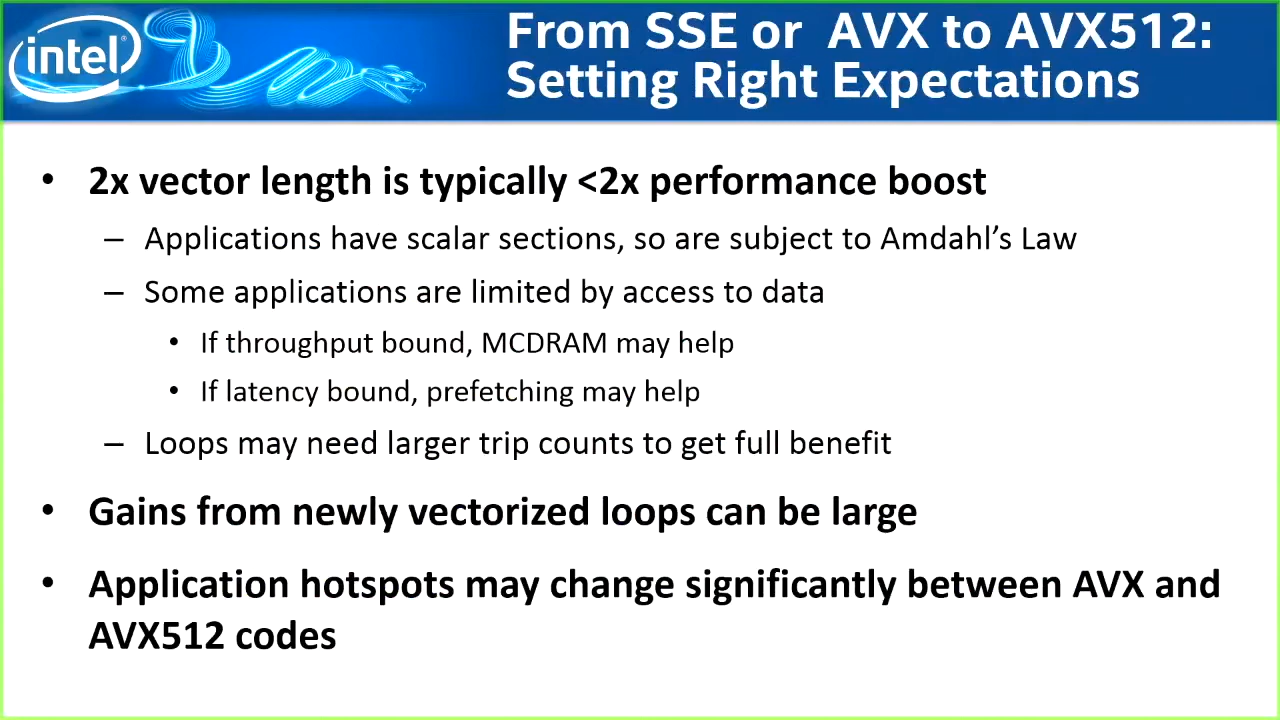 intel®
From SSE or AVX to AVX512:
Setting Right Expectations
• 2x vector length is typically <2x performance boost
– Applications have scalar sections, so are subject to Amdahl’s Law
– Some applications are limited by access to data
• If throughput bound, MCDRAM may help
• If latency bound, prefetching may help
– Loops may need larger trip counts to get full benefit
• Gains from newly vectorized loops can be large
• Application hotspots may change significantly between AVX and
AVX512 codes